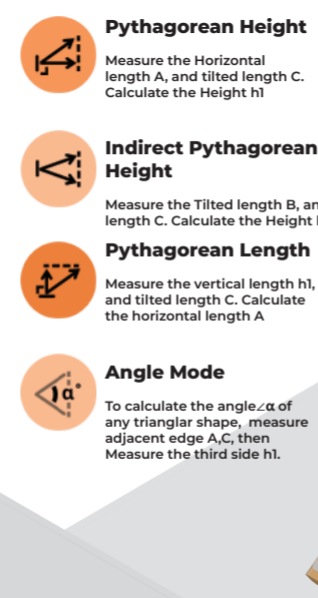 Pythagorean Height
Measure the Horizontal
length A, and tilted length C.
Calculate the Height h1
Indirect Pythagorean
Height
Measure the Tilted length B, an
length C. Calculate the Height
Pythagorean Length
Measure the vertical length h1,
and tilted length C. Calculate
the horizontal length A
α°
Angle Mode
To calculate the angle∠α of
any trianglar shape, measure
adjacent edge A,C, then
Measure the third side h1.